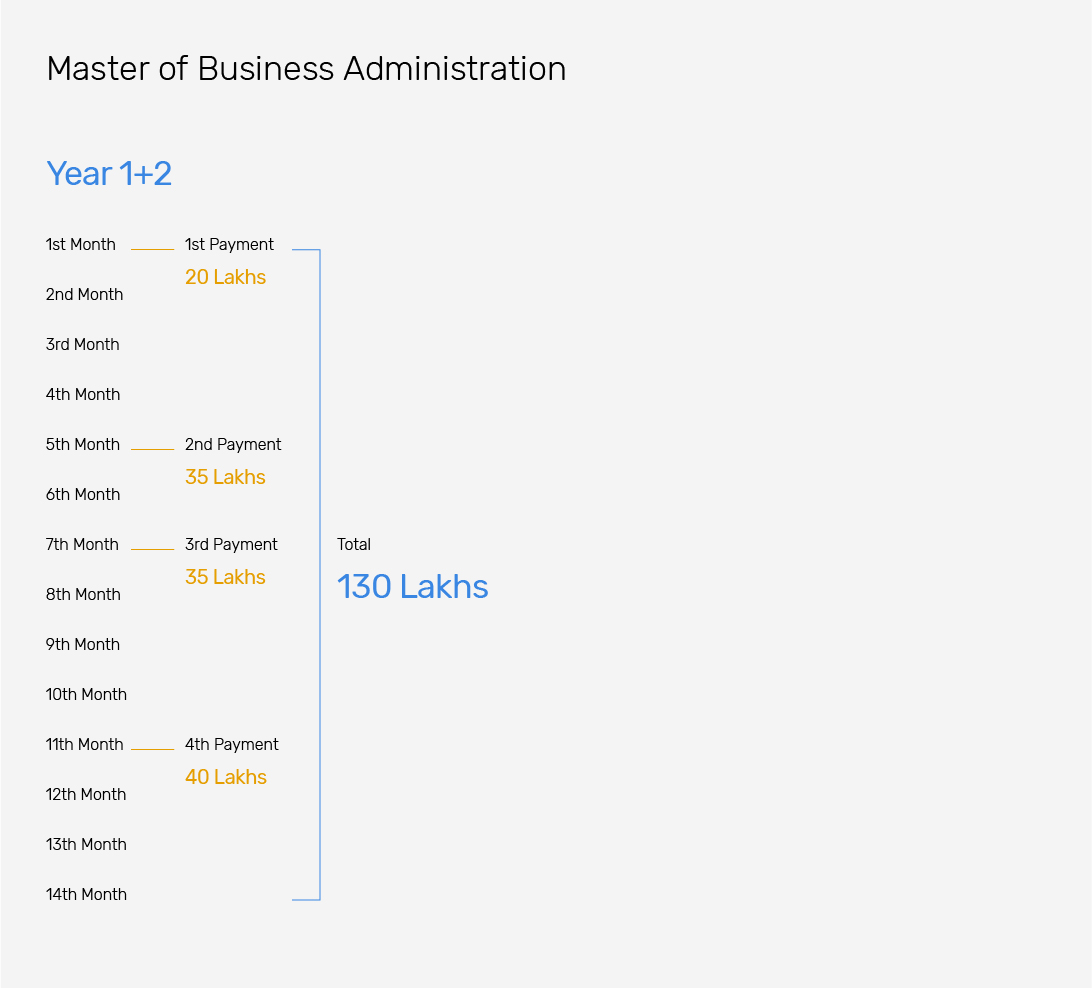 Master of Business Administration
Year 1+2
1st Month
1st Payment
20 Lakhs
2nd Month
3rd Month
4th Month
5th Month
2nd Payment
35 Lakhs
6th Month
7th Month
3rd Payment
35 Lakhs
Total
130 Lakhs
8th Month
9th Month
10th Month
11th Month
4th Payment
40 Lakhs
12th Month
13th Month
14th Month